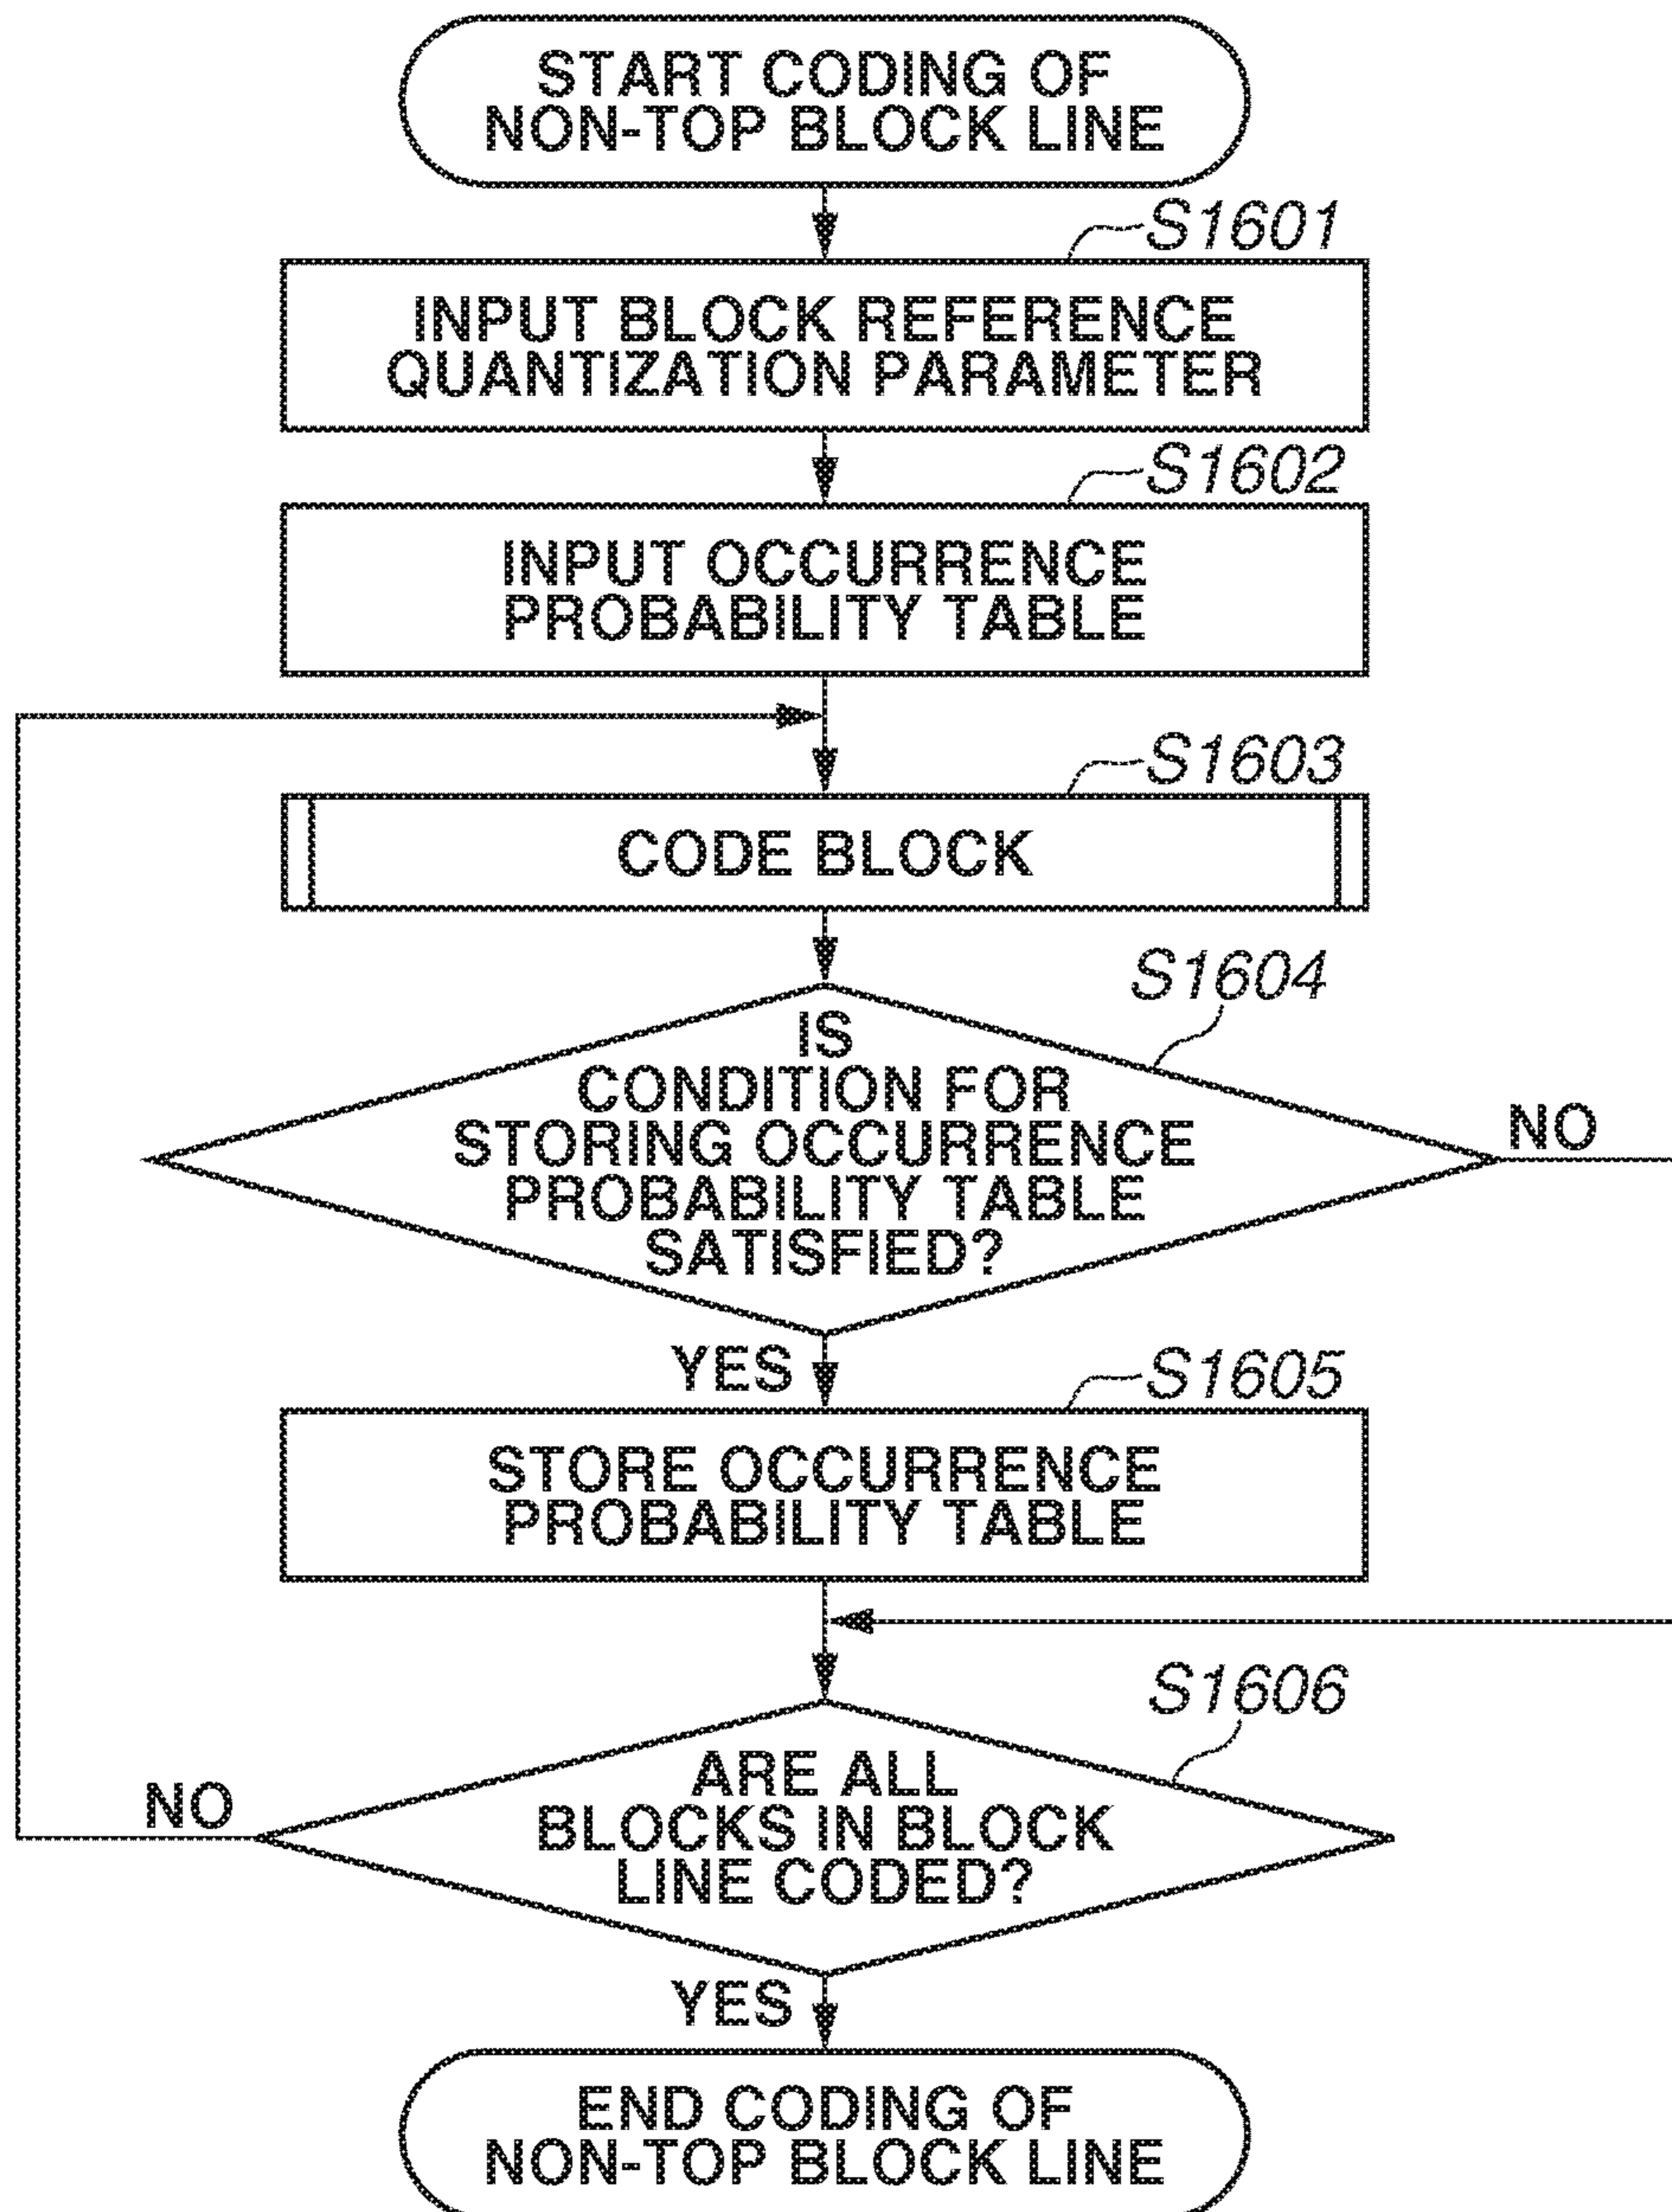 START CODING OF
NON-TOP BLOCK LINE
S1601
INPUT BLOCK REFERENCE
QUANTIZATION PARAMETER
S1602
INPUT OCCURRENCE
PROBABILITY TABLE
S1603
CODE BLOCK
S1604
IS
CONDITION FOR
STORING OCCURRENCE
PROBABILITY TABLE
SATISFIED?
NO
YES
S1605
STORE OCCURRENCE
PROBABILITY TABLE
S1606
ARE ALL
BLOCKS IN BLOCK
LINE CODED?
NO
YES
END CODING OF
NON-TOP BLOCK LINE